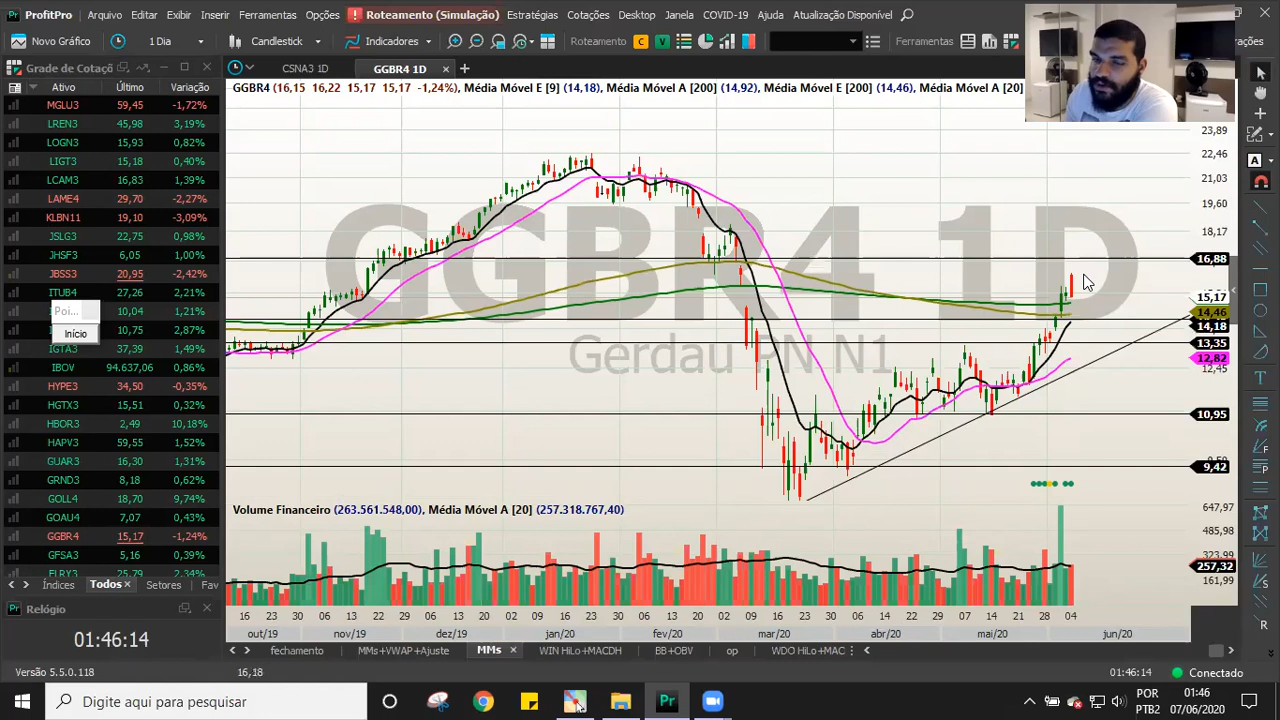 ProfitPro Arquivo Editar Exibir Inserir Ferramentas Opções ! Roteamento (Simulação) Estratégias Cotações Desktop Janela COVID-19 Ajuda Atualização Disponível
Novo Gráfico 1 Dia Candlestick Indicadores Roteamento C V Ferramentas
Grade de Cotaçõ CSNA3 1D GGBR4 1D
Ativo Último Variação
GGBR4 (16,15 16,22 15,17 15,17 -1,24%), Média Móvel E [9] (14,18), Média Móvel A [200] (14,92), Média Móvel E [200] (14,46), Média Móvel A [20]
MGLU3 59,45 -1,72%
LREN3 45,98 3,19%
LOGN3 15,93 0,82%
LIGT3 15,18 0,40%
LCAM3 16,83 1,39%
LAME4 29,70 -2,27%
KLBN11 19,10 -3,09%
JSLG3 22,75 0,98%
JHSF3 6,05 1,00%
JBSS3 20,95 -2,42%
ITUB4 27,26 2,21%
10,04 1,21%
10,75 2,87%
IGTA3 37,39 1,49%
IBOV 94.637,06 0,86%
HYPE3 34,50 -0,35%
HGTX3 15,51 0,32%
HBOR3 2,49 10,18%
HAPV3 59,55 1,52%
GUAR3 16,30 1,31%
GRND3 8,18 0,62%
GOLL4 18,70 9,74%
GOAU4 7,07 0,43%
GGBR4 15,17 -1,24%
GFSA3 5,16 0,39%
FLRY3 25,79 2,34%
Poi...
Início
Índices Todos Setores Fav
Relógio
01:46:14
GGBR4 1D
Gerdau PN N1
23,89
22,46
21,03
19,60
18,17
16,88
15,17
14,46
14,18
13,35
12,82
12,45
10,95
9,42
Volume Financeiro (263.561.548,00), Média Móvel A [20] (257.318.767,40)
647,97
485,98
323,99
257,32
161,99
16 23 30 06 13 22 29 06 13 20 30 08 15 22 30 06 13 20 02 09 16 23 30 06 14 22 29 07 14 21 28 04
out/19 nov/19 dez/19 jan/20 fev/20 mar/20 abr/20 mai/20 jun/20
fechamento MMs+VWAP+Ajuste MMs WIN HiLo+MACDH BB+OBV op WDO HiLo+MAC
Versão 5.5.0.118 16,18 01:46:14 Conectado
Digite aqui para pesquisar Pr POR PTB2 01:46 07/06/2020